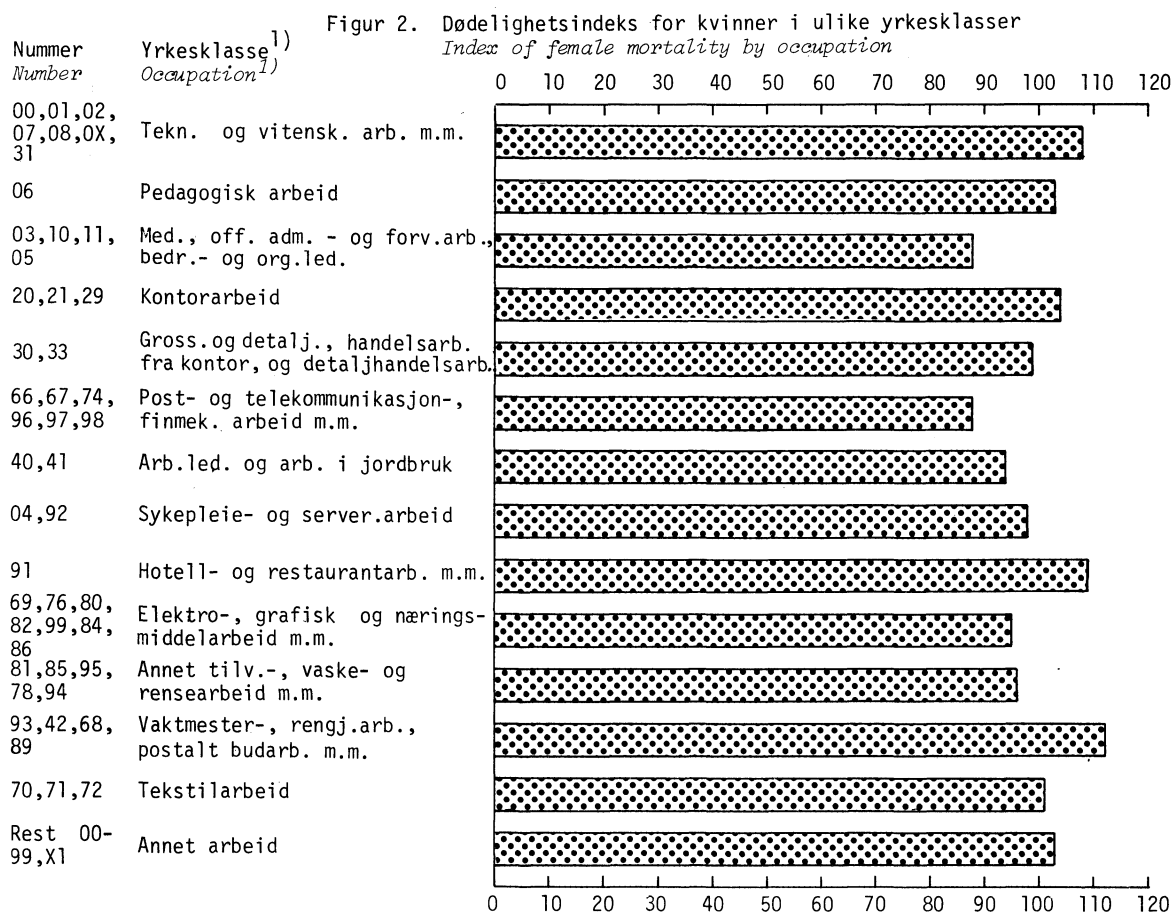 Figur 2. Dødelighetsindeks for kvinner i ulike yrkesklasser
Index of female mortality by occupation
Nummer Yrkesklasse1)
Number Occupation1)
0 10 20 30 40 50 60 70 80 90 100 110 120
00,01,02,
07,08,0X, Tekn. og vitensk. arb. m.m.
31
06 Pedagogisk arbeid
03,10,11, Med., off. adm. - og forv.arb.,
05 bedr.- og org.led.
20,21,29 Kontorarbeid
30,33 Gross.og detalj., handelsarb.
fra kontor, og detaljhandelsarb.
66,67,74, Post- og telekommunikasjon-,
96,97,98 finmek. arbeid m.m.
40,41 Arb.led. og arb. i jordbruk
04,92 Sykepleie- og server.arbeid
91 Hotell- og restaurantarb. m.m.
69,76,80,
82,99,84, Elektro-, grafisk og nærings-
86 middelarbeid m.m.
81,85,95, Annet tilv.-, vaske- og
78,94 rensearbeid m.m.
93,42,68, Vaktmester-, rengj.arb.,
89 postalt budarb. m.m.
70,71,72 Tekstilarbeid
Rest 00-
99,X1 Annet arbeid
0 10 20 30 40 50 60 70 80 90 100 110 120